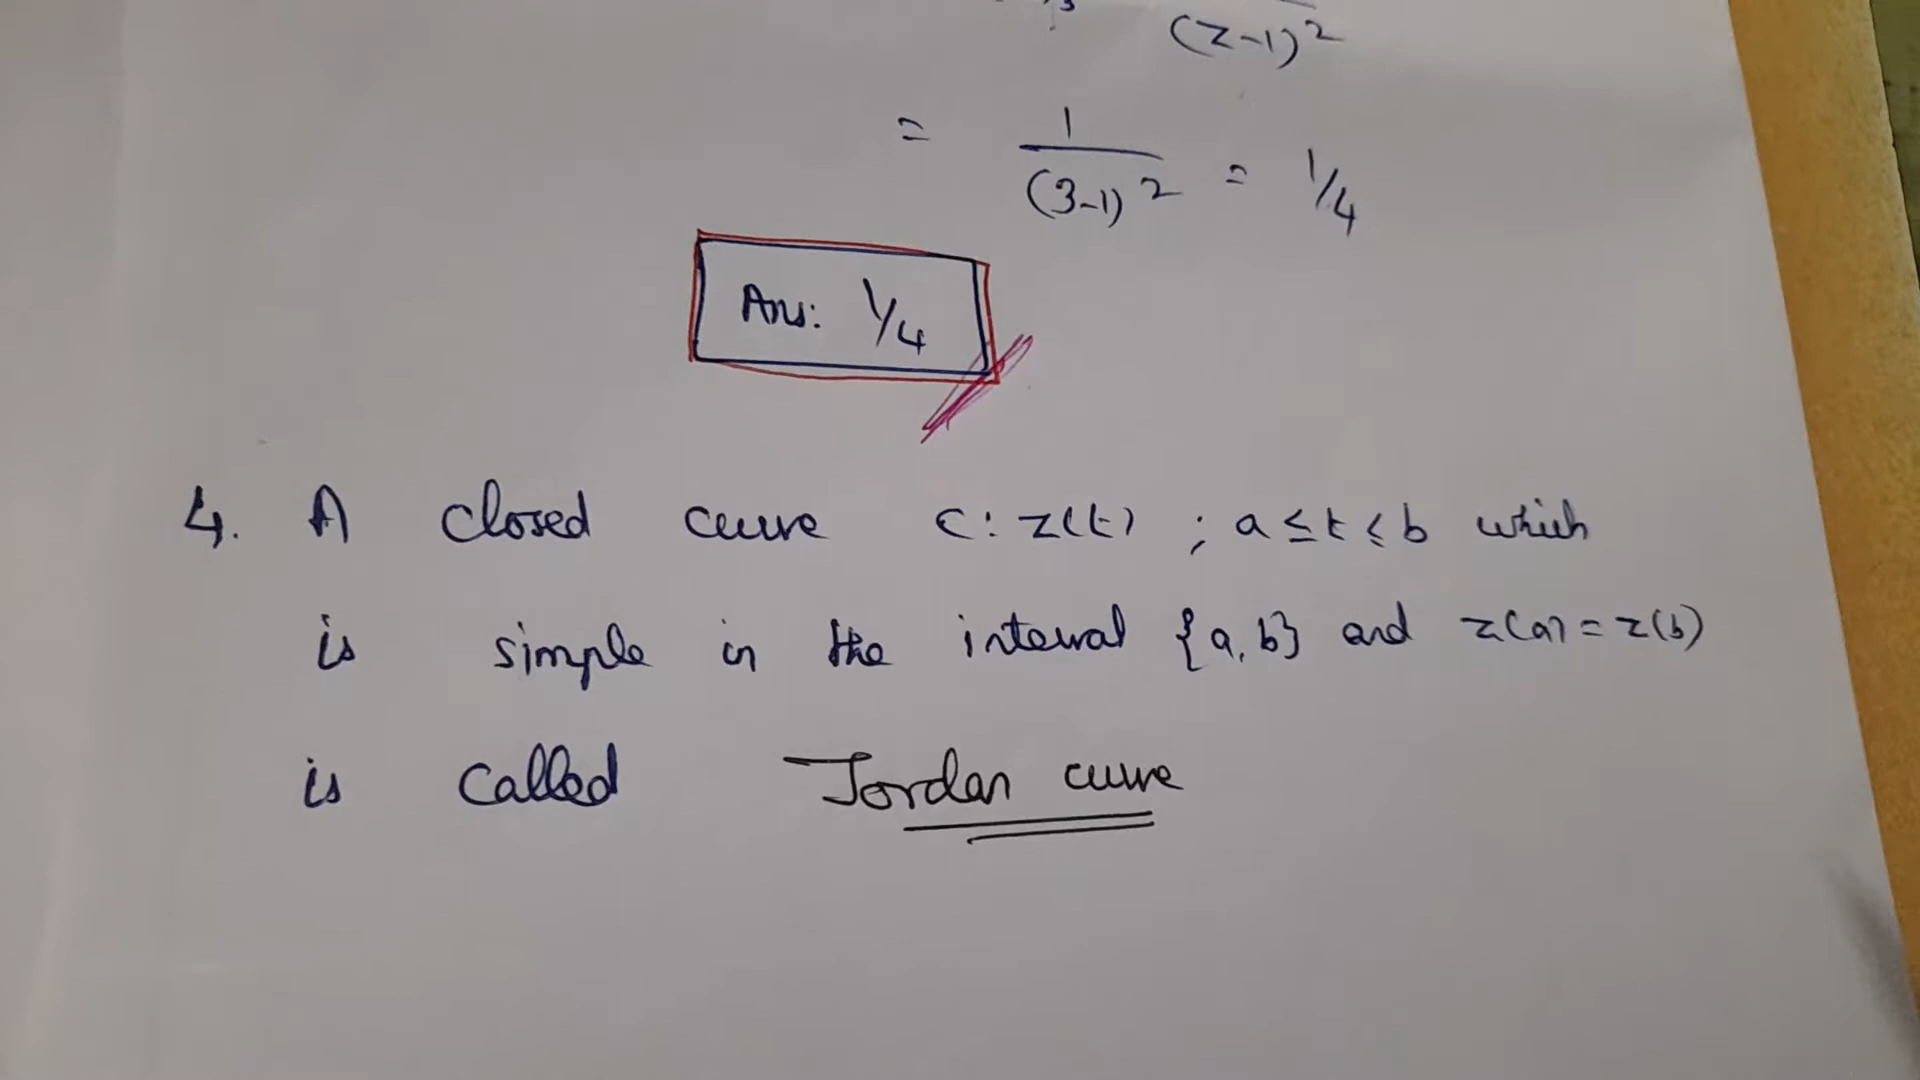 (z-1)²
= 1/(3-1)² = 1/4
Ans: 1/4
4. A closed curve C: z(t) ; a ≤ t ≤ b which
is simple in the interval {a, b} and z(a) = z(b)
is called Jordan curve